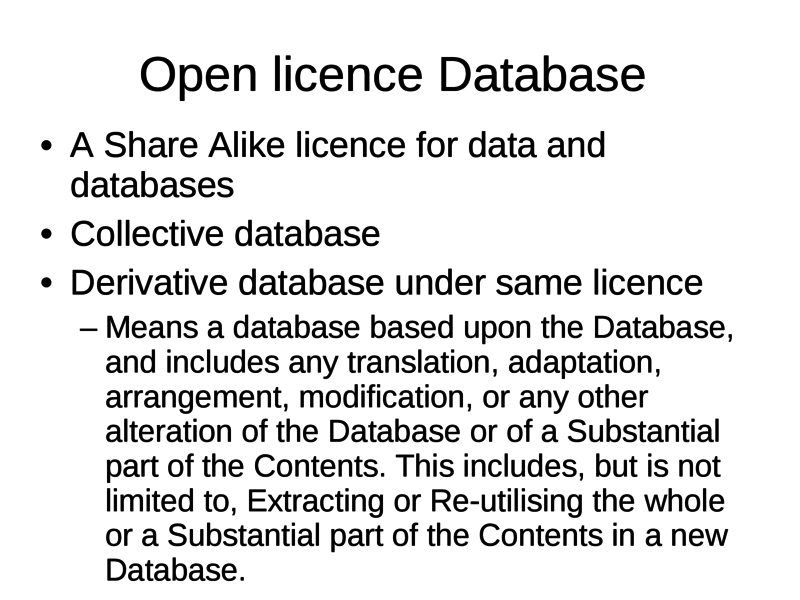 Open licence Database
• A Share Alike licence for data and
databases
• Collective database
• Derivative database under same licence
– Means a database based upon the Database,
and includes any translation, adaptation,
arrangement, modification, or any other
alteration of the Database or of a Substantial
part of the Contents. This includes, but is not
limited to, Extracting or Re-utilising the whole
or a Substantial part of the Contents in a new
Database.